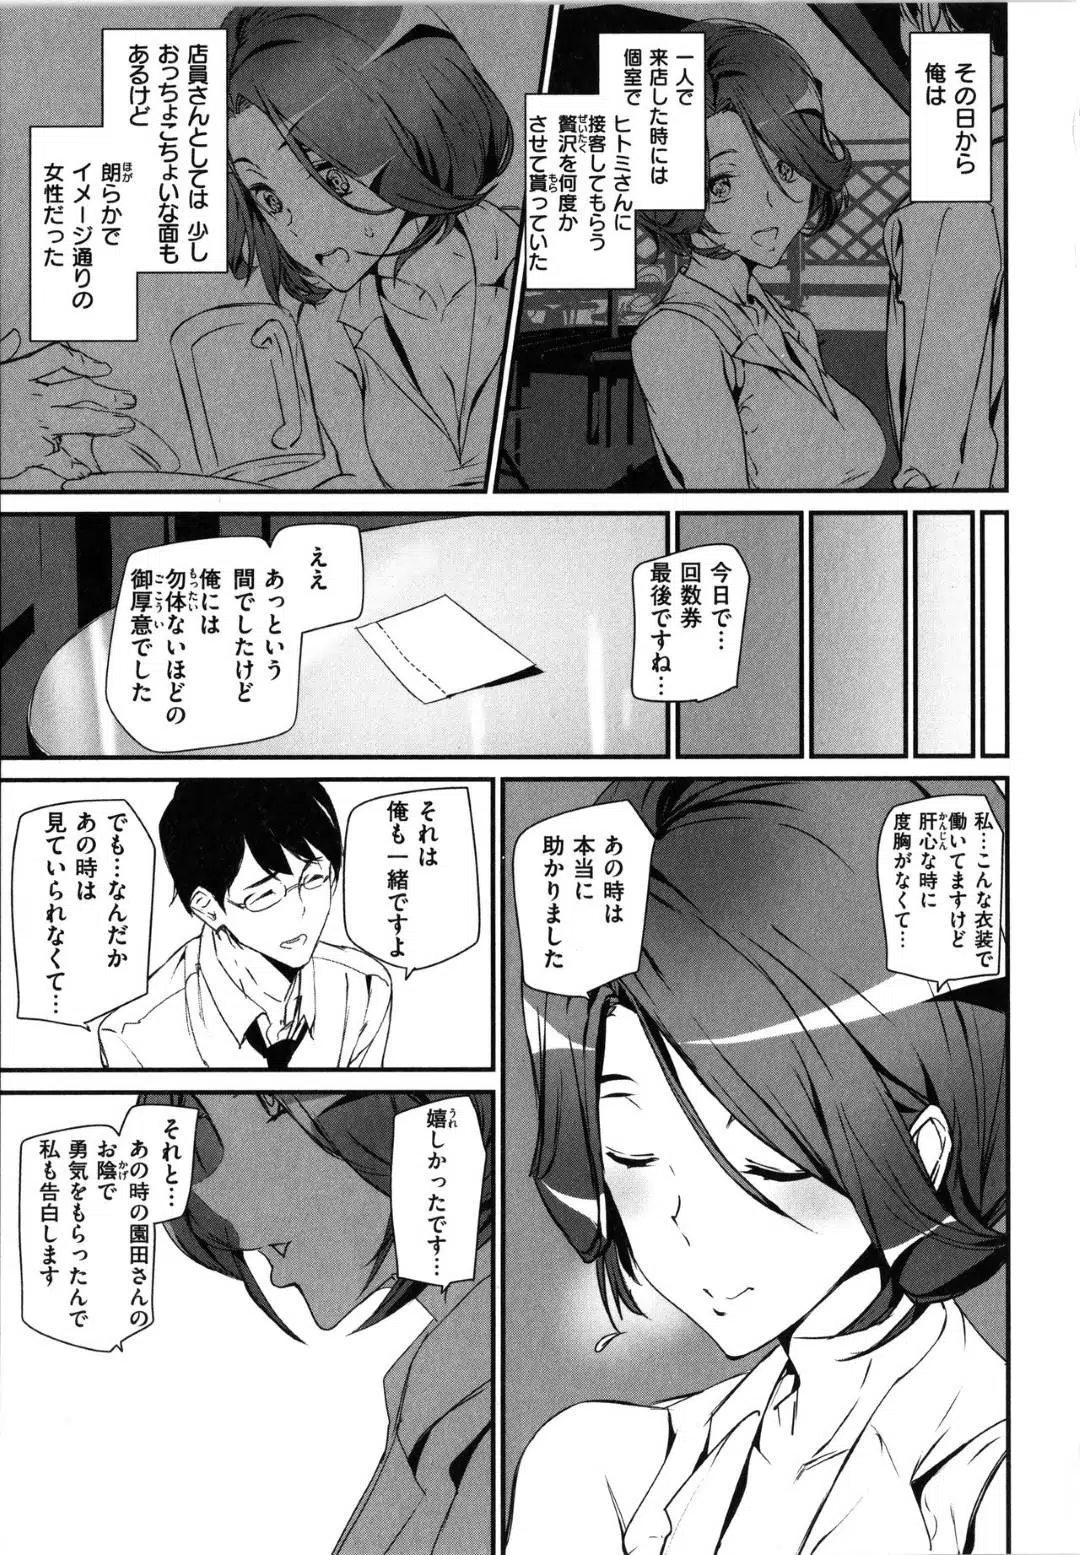 その日から
俺は
一人で
来店した時には
個室で
ヒトミさんに
接客してもらう
贅沢を何度か
させて貰っていた
店員さんとしては 少し
おっちょこちょいな面も
あるけど
朗らかで
イメージ通りの
女性だった
今日で…
回数券
最後ですね…
ええ
あっという
間でしたけど
俺には
勿体ないほどの
御厚意でした
私…こんな衣装で
働いてますけど
肝心な時に
度胸がなくて…
あの時は
本当に
助かりました
それは
俺も一緒ですよ
でも…なんだか
あの時は
見ていられなくて…
嬉しかったです…
それと…
あの時の園田さんの
お陰で
勇気をもらったんで
私も告白します